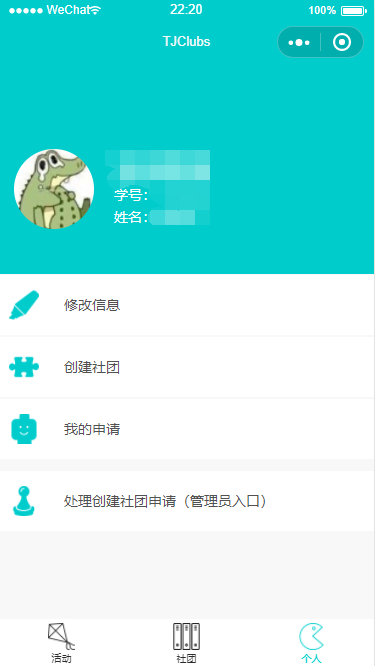 WeChat
22:20
100%
TJClubs
学号：
姓名：
修改信息
创建社团
我的申请
处理创建社团申请（管理员入口）
活动
社团
个人